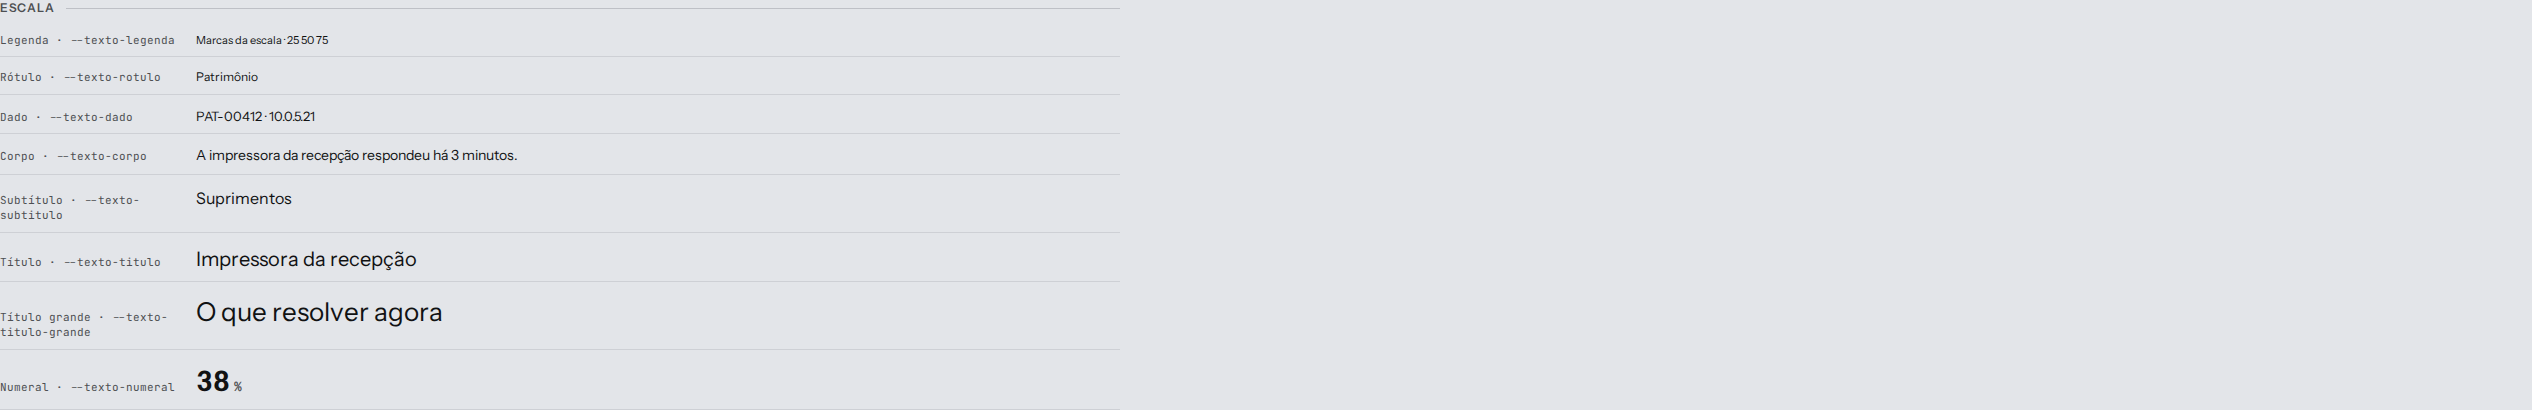 ESCALA
Legenda · --texto-legenda Marcas da escala · 25 50 75
Rótulo · --texto-rotulo Patrimônio
Dado · --texto-dado PAT-00412 · 10.0.5.21
Corpo · --texto-corpo A impressora da recepção respondeu há 3 minutos.
Subtítulo · --texto- Suprimentos
subtitulo
Título · --texto-titulo Impressora da recepção
Título grande · --texto- O que resolver agora
titulo-grande
Numeral · --texto-numeral 38 %